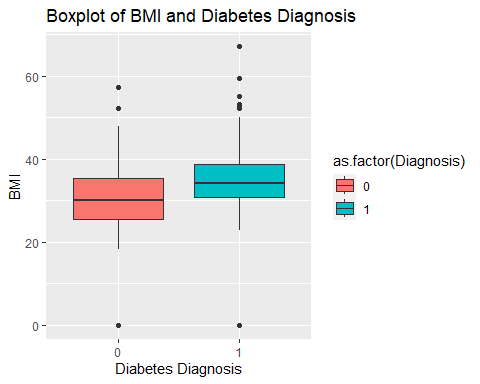 Boxplot of BMI and Diabetes Diagnosis
60
40
20
0
BMI
0
1
Diabetes Diagnosis
as.factor(Diagnosis)
0
1